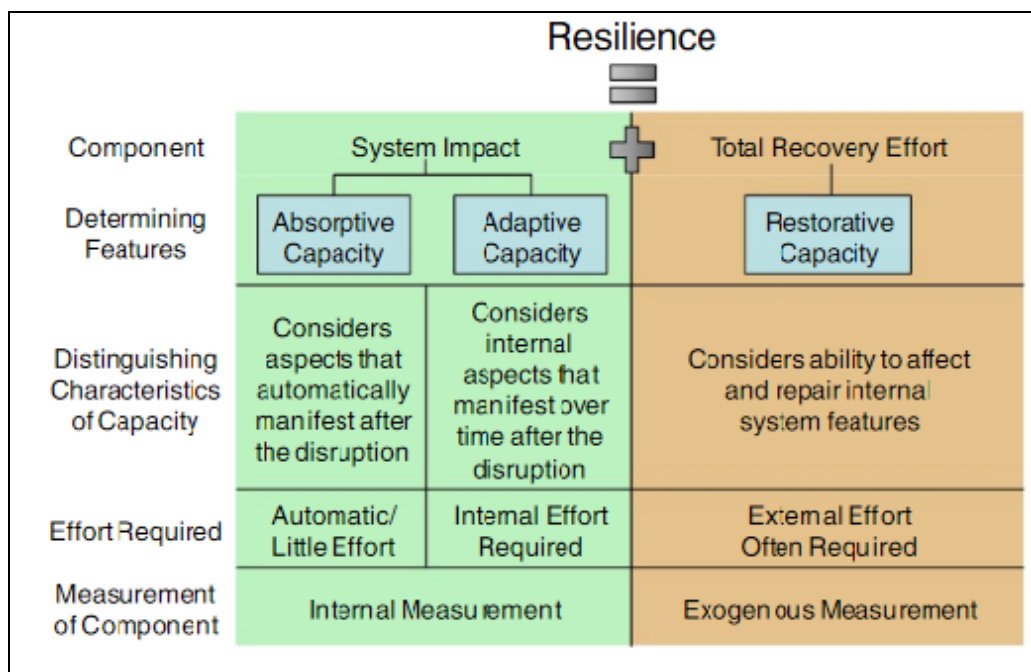 Resilience
Component
System Impact
Total Recovery Effort
Determining
Features
Absorptive
Capacity
Adaptive
Capacity
Restorative
Capacity
Distinguishing
Characteristics
of Capacity
Considers
aspects that
automatically
manifest after
the disruption
Considers
internal
aspects that
manifest over
time after the
disruption
Considers ability to affect
and repair internal
system features
Effort Required
Automatic/
Little Effort
Internal Effort
Required
External Effort
Often Required
Measurement
of Component
Internal Measurement
Exogenous Measurement